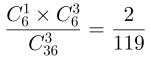 \frac{C_6^1 \times C_6^3}{C_{36}^3} = \frac{2}{119}